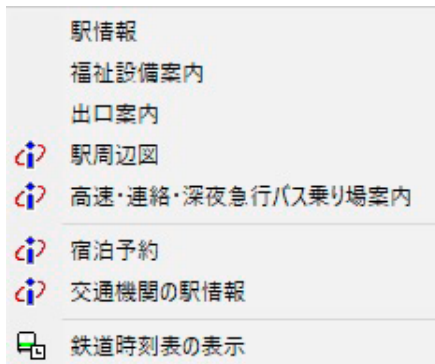 駅情報
福祉設備案内
出口案内
駅周辺図
高速・連絡・深夜急行バス乗り場案内
宿泊予約
交通機関の駅情報
鉄道時刻表の表示